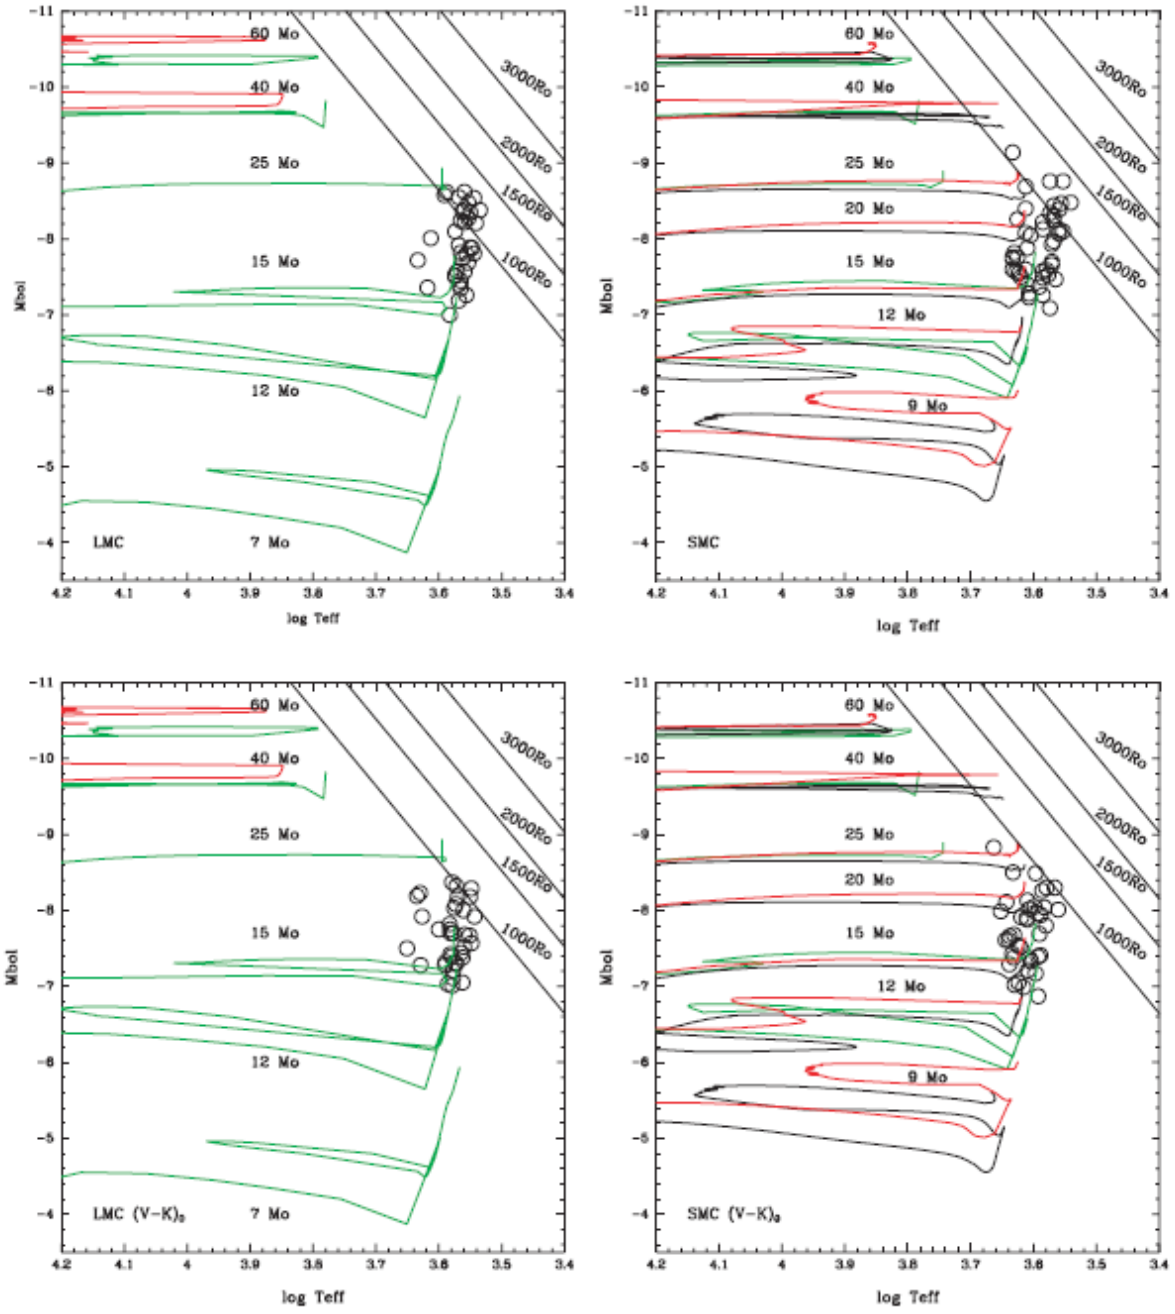 -11
60 Mo
3000Ro
-10
40 Mo
2000Ro
-9
25 Mo
1500Ro
-8
15 Mo
1000Ro
Mbol
-7
-6
12 Mo
-5
-4
LMC
7 Mo
4.2 4.1 4 3.9 3.8 3.7 3.6 3.5 3.4
log Teff
-11
60 Mo
3000Ro
-10
40 Mo
2000Ro
-9
25 Mo
1500Ro
20 Mo
-8
15 Mo
1000Ro
Mbol
-7
12 Mo
-6
9 Mo
-5
-4
SMC
4.2 4.1 4 3.9 3.8 3.7 3.6 3.5 3.4
log Teff
-11
60 Mo
3000Ro
-10
40 Mo
2000Ro
-9
25 Mo
1500Ro
-8
15 Mo
1000Ro
Mbol
-7
-6
12 Mo
-5
-4
LMC (V-K)₀
7 Mo
4.2 4.1 4 3.9 3.8 3.7 3.6 3.5 3.4
log Teff
-11
60 Mo
3000Ro
-10
40 Mo
2000Ro
-9
25 Mo
1500Ro
20 Mo
-8
15 Mo
1000Ro
Mbol
-7
12 Mo
-6
9 Mo
-5
-4
SMC (V-K)₀
4.2 4.1 4 3.9 3.8 3.7 3.6 3.5 3.4
log Teff